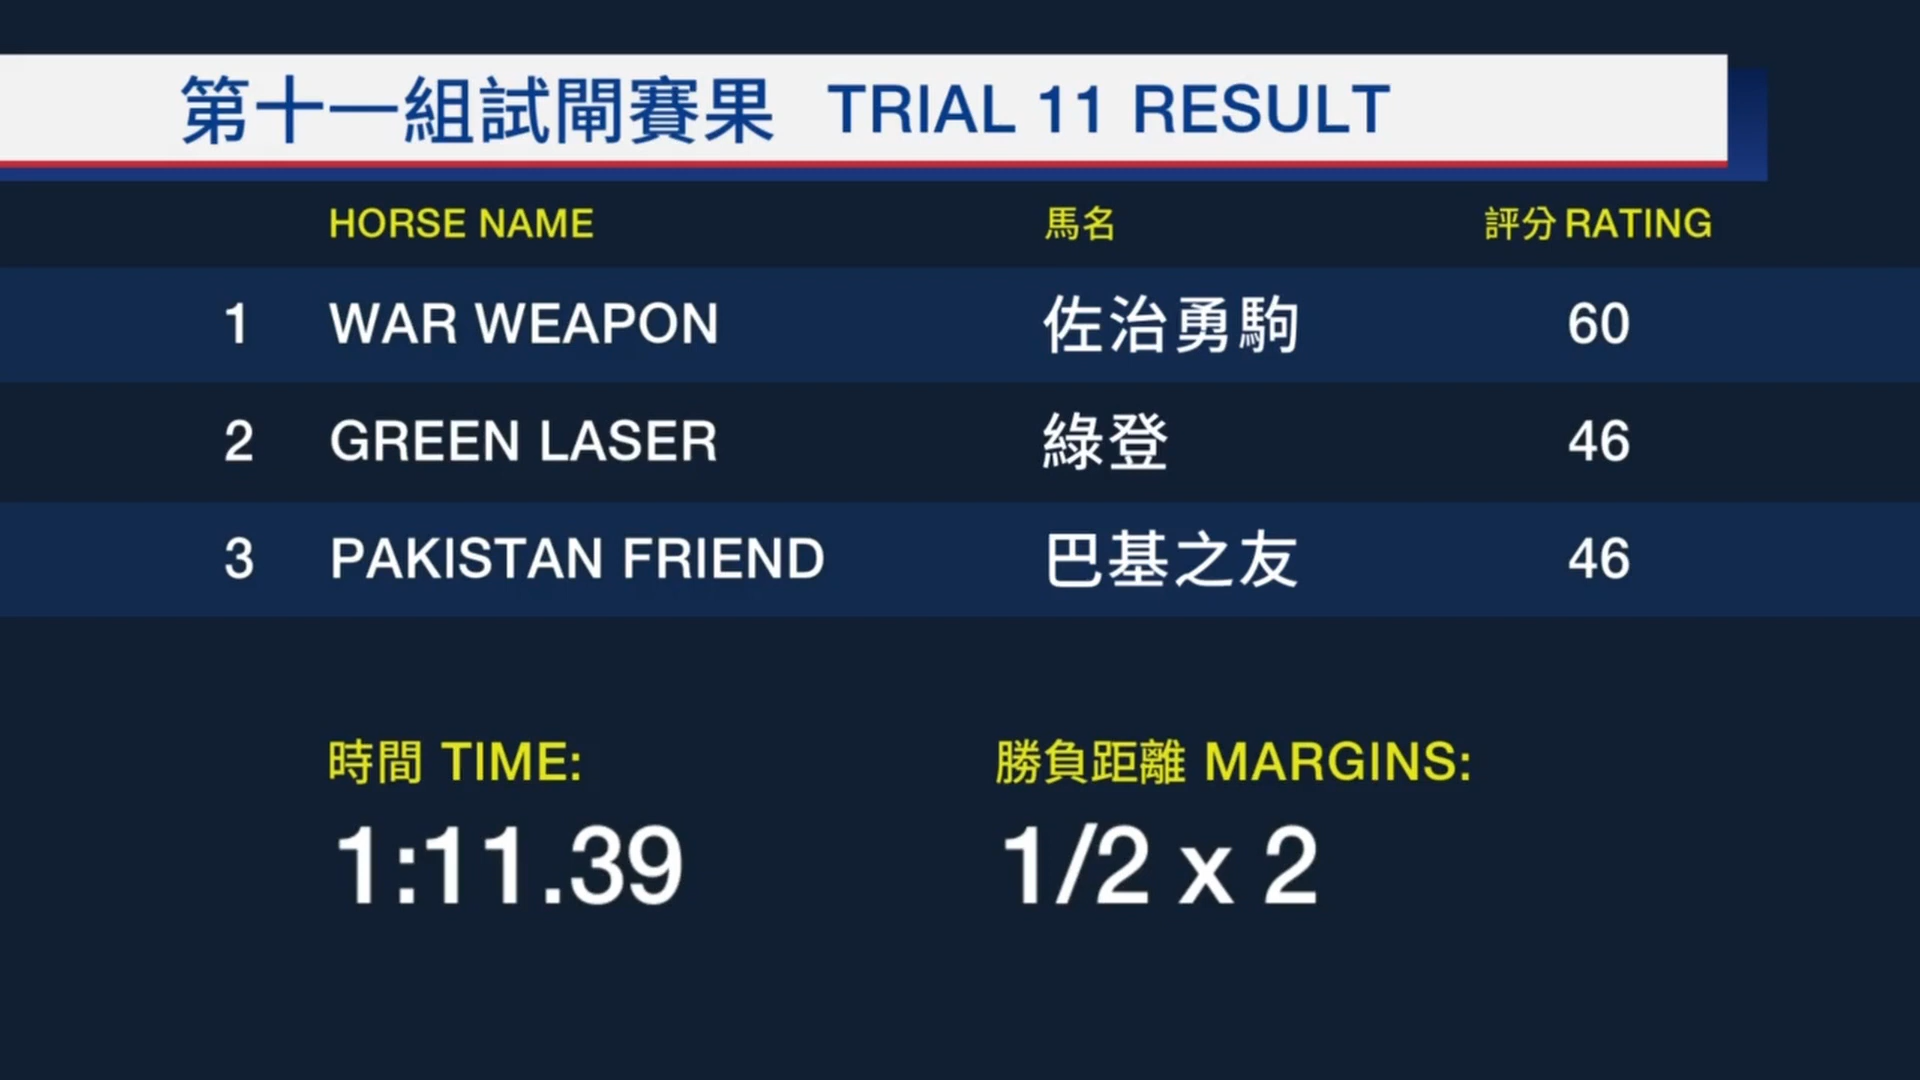 第十一組試閘賽果 TRIAL 11 RESULT
HORSE NAME 馬名 評分 RATING
1 WAR WEAPON 佐治勇駒 60
2 GREEN LASER 綠登 46
3 PAKISTAN FRIEND 巴基之友 46
時間 TIME: 勝負距離 MARGINS:
1:11.39 1/2 x 2